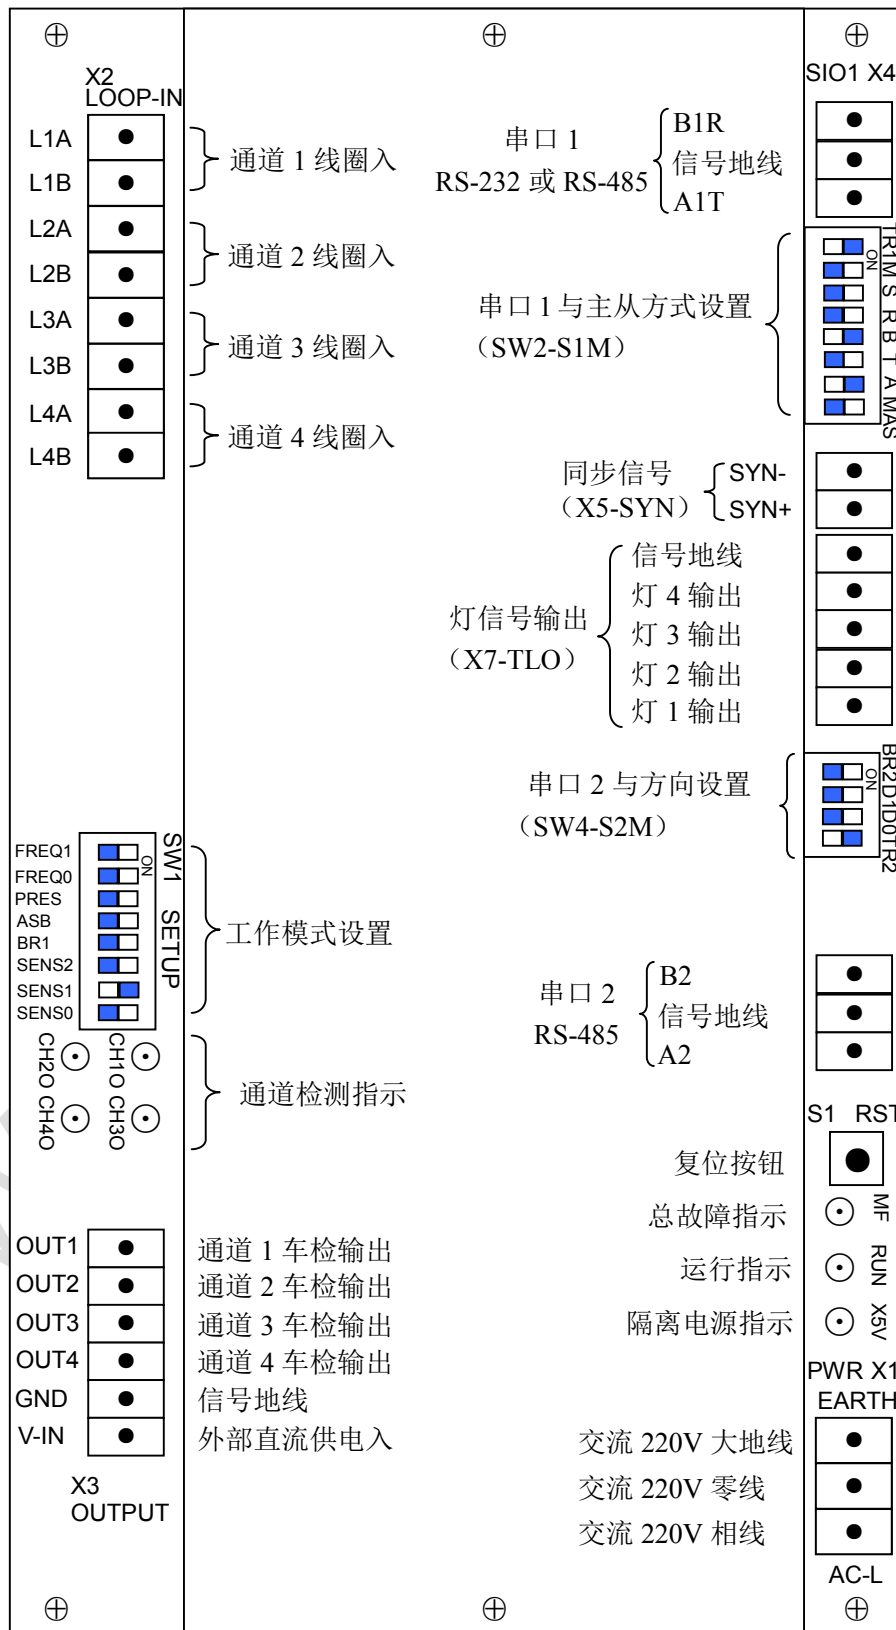 X2
LOOP-IN
L1A
L1B
通道 1 线圈入
L2A
L2B
通道 2 线圈入
L3A
L3B
通道 3 线圈入
L4A
L4B
通道 4 线圈入
SIO1 X4
串口 1
RS-232 或 RS-485
B1R
信号地线
A1T
串口 1 与主从方式设置
（SW2-S1M）
ON
TR1M S R B T A MAS
同步信号
（X5-SYN）
SYN-
SYN+
灯信号输出
（X7-TLO）
信号地线
灯 4 输出
灯 3 输出
灯 2 输出
灯 1 输出
串口 2 与方向设置
（SW4-S2M）
ON
BR2D1D0TR2
FREQ1
FREQ0
PRES
ASB
BR1
SENS2
SENS1
SENS0
ON
SW1 SETUP
工作模式设置
串口 2
RS-485
B2
信号地线
A2
CH2O CH1O
CH4O CH3O
通道检测指示
S1 RST
复位按钮
总故障指示
MF
运行指示
RUN
隔离电源指示
X5V
OUT1 通道 1 车检输出
OUT2 通道 2 车检输出
OUT3 通道 3 车检输出
OUT4 通道 4 车检输出
GND 信号地线
V-IN 外部直流供电入
X3
OUTPUT
PWR X1
EARTH
交流 220V 大地线
交流 220V 零线
交流 220V 相线
AC-L